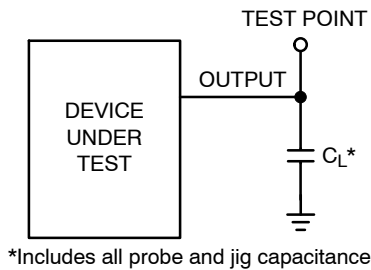 TEST POINT
OUTPUT
DEVICE
UNDER
TEST
CL*
*Includes all probe and jig capacitance